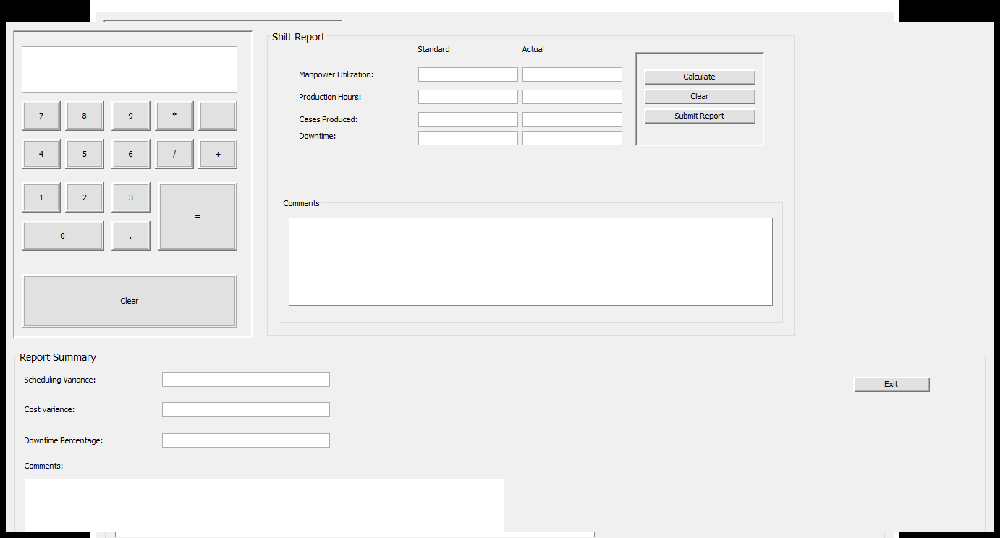 Shift Report
Standard Actual
Manpower Utilization:
Production Hours:
Cases Produced:
Downtime:
Calculate
Clear
Submit Report
7 8 9 * -
4 5 6 / +
1 2 3 =
0 .
Clear
Comments
Report Summary
Scheduling Variance:
Cost variance:
Downtime Percentage:
Comments:
Exit